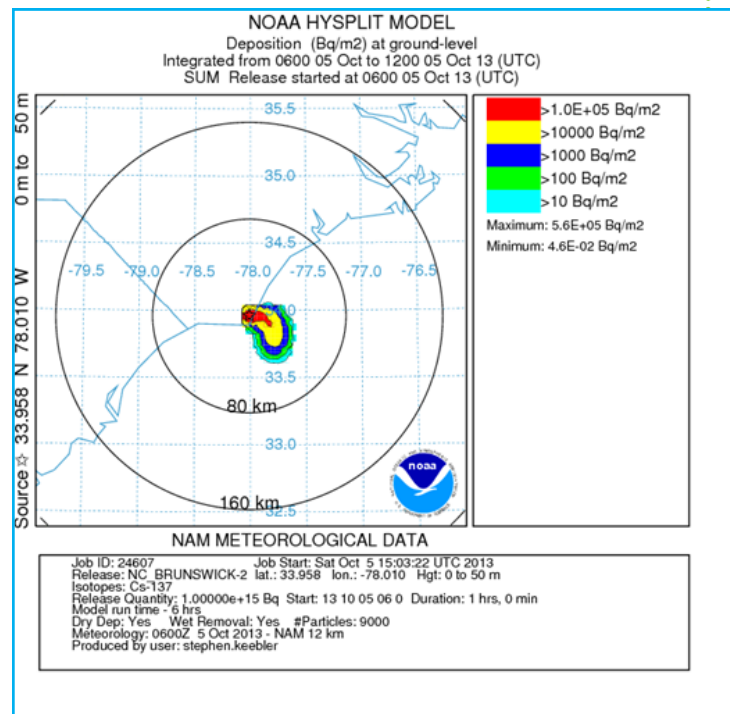 NOAA HYSPLIT MODEL
Deposition (Bq/m2) at ground-level
Integrated from 0600 05 Oct to 1200 05 Oct 13 (UTC)
SUM Release started at 0600 05 Oct 13 (UTC)
Source ☆ 33.958 N 78.010 W 0 m to 50 m
35.5
35.0
34.5
-79.5 -79.0 -78.5 -78.0 -77.5 -77.0 -76.5
33.5
80 km
33.0
160 km
32.5
noaa
>1.0E+05 Bq/m2
>10000 Bq/m2
>1000 Bq/m2
>100 Bq/m2
>10 Bq/m2
Maximum: 5.6E+05 Bq/m2
Minimum: 4.6E-02 Bq/m2
NAM METEOROLOGICAL DATA
Job ID: 24607 Job Start: Sat Oct 5 15:03:22 UTC 2013
Release: NC_BRUNSWICK-2 lat.: 33.958 lon.: -78.010 Hgt: 0 to 50 m
Isotopes: Cs-137
Release Quantity: 1.00000e+15 Bq Start: 13 10 05 06 0 Duration: 1 hrs, 0 min
Model run time - 6 hrs
Dry Dep: Yes Wet Removal: Yes #Particles: 9000
Meteorology: 0600Z 5 Oct 2013 - NAM 12 km
Produced by user: stephen.keebler